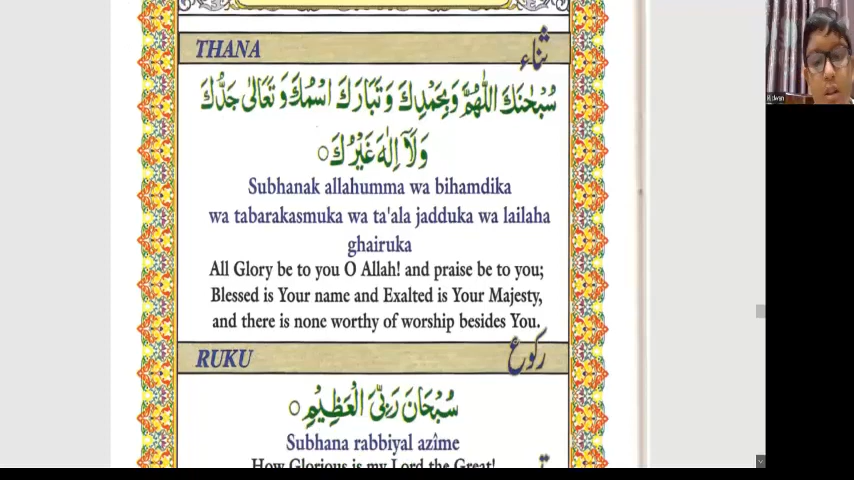 THANA ثناء
سُبْحٰنَكَ اللّٰهُمَّ وَبِحَمْدِكَ وَتَبَارَكَ اسْمُكَ وَتَعَالٰى جَدُّكَ
وَلَآ اِلٰهَ غَيْرُكَ○
Subhanak allahumma wa bihamdika
wa tabarakasmuka wa ta'ala jadduka wa lailaha
ghairuka
All Glory be to you O Allah! and praise be to you;
Blessed is Your name and Exalted is Your Majesty,
and there is none worthy of worship besides You.
RUKU رکوع
سُبْحَانَ رَبِّىَ الْعَظِيْمِ○
Subhana rabbiyal azîme
How Glorious is my Lord the Great!